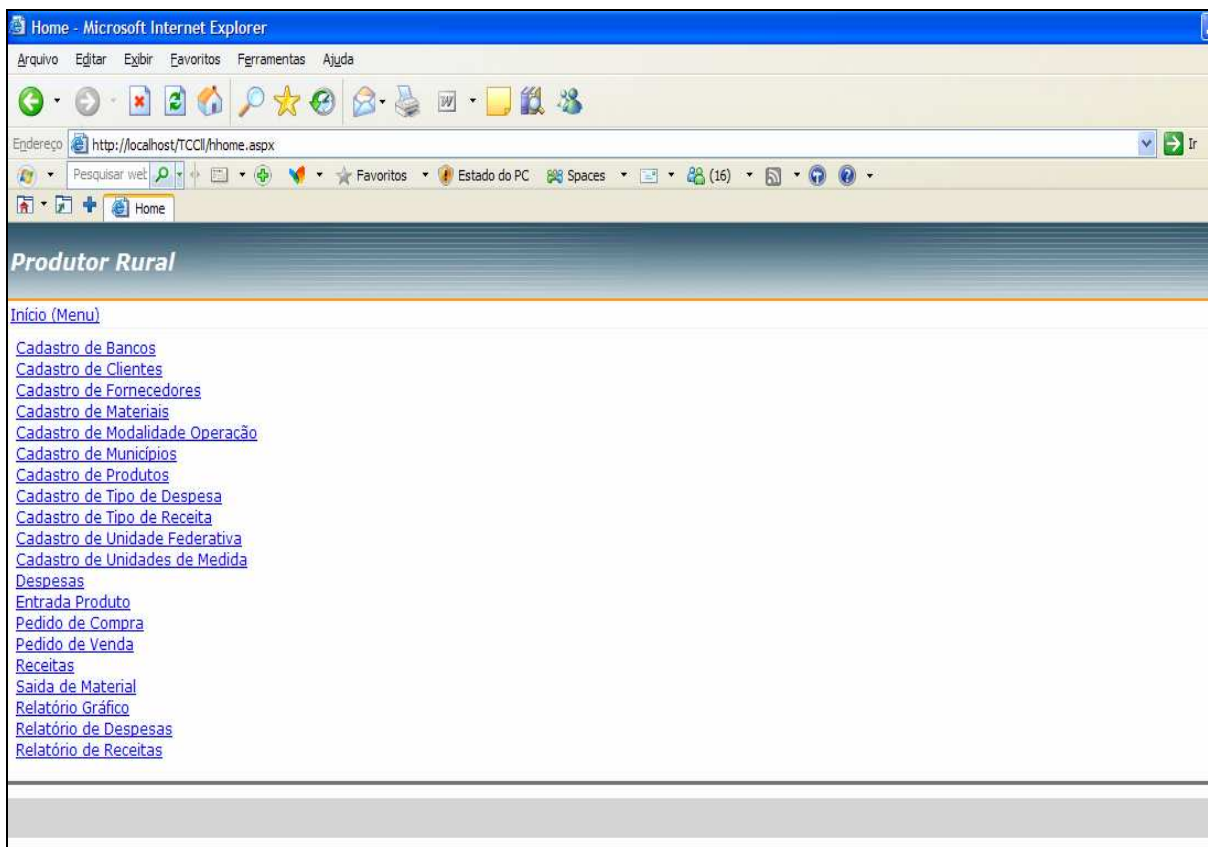 Home - Microsoft Internet Explorer
Arquivo Editar Exibir Favoritos Ferramentas Ajuda
Endereço http://localhost/TCCII/hhome.aspx Ir
Pesquisar web Favoritos Estado do PC Spaces (16)
Home
Produtor Rural
Início (Menu)
Cadastro de Bancos
Cadastro de Clientes
Cadastro de Fornecedores
Cadastro de Materiais
Cadastro de Modalidade Operação
Cadastro de Municípios
Cadastro de Produtos
Cadastro de Tipo de Despesa
Cadastro de Tipo de Receita
Cadastro de Unidade Federativa
Cadastro de Unidades de Medida
Despesas
Entrada Produto
Pedido de Compra
Pedido de Venda
Receitas
Saida de Material
Relatório Gráfico
Relatório de Despesas
Relatório de Receitas